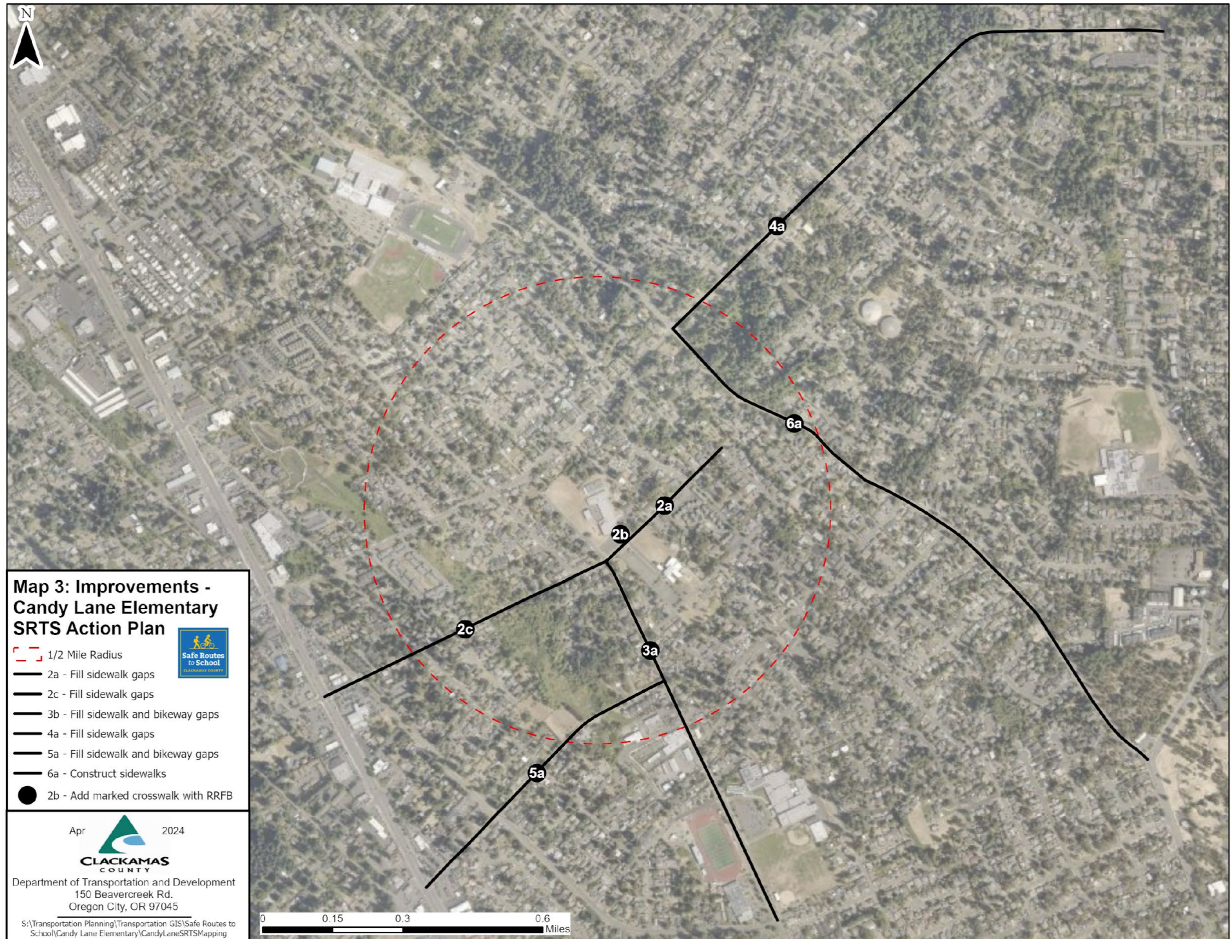 N
4a
6a
2a
2b
2c
3a
5a
Map 3: Improvements -
Candy Lane Elementary
SRTS Action Plan
Safe Routes
to School
CLACKAMAS COUNTY
1/2 Mile Radius
2a - Fill sidewalk gaps
2c - Fill sidewalk gaps
3b - Fill sidewalk and bikeway gaps
4a - Fill sidewalk gaps
5a - Fill sidewalk and bikeway gaps
6a - Construct sidewalks
2b - Add marked crosswalk with RRFB
Apr 2024
CLACKAMAS
COUNTY
Department of Transportation and Development
150 Beavercreek Rd.
Oregon City, OR 97045
S:\Transportation Planning\Transportation GIS\Safe Routes to
School\Candy Lane Elementary\CandyLaneSRTSMapping
0 0.15 0.3 0.6
Miles